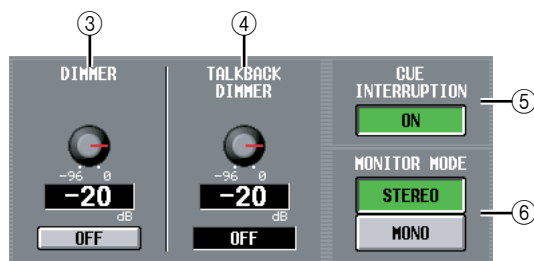 ③
④
DIMMER
-96 0
-20
dB
OFF
TALKBACK
DIMMER
-96 0
-20
dB
OFF
CUE
INTERRUPTION
ON
⑤
MONITOR MODE
STEREO
MONO
⑥